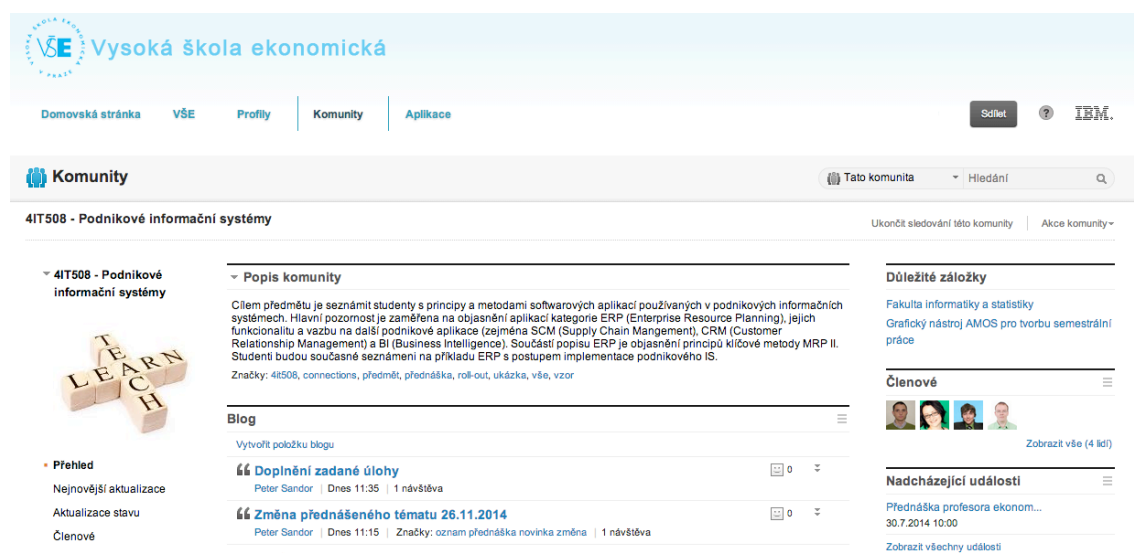 VYSOKÁ ŠKOLA EKONOMICKÁ
V PRAZE
VŠE
Vysoká škola ekonomická
Domovská stránka VŠE Profily Komunity Aplikace
Sdílet ? IBM.
Komunity
Tato komunita Hledání
4IT508 - Podnikové informační systémy
Ukončit sledování této komunity Akce komunity
4IT508 - Podnikové
informační systémy
TEACH
LEARN
Přehled
Nejnovější aktualizace
Aktualizace stavu
Členové
Popis komunity
Cílem předmětu je seznámit studenty s principy a metodami softwarových aplikací používaných v podnikových informačních
systémech. Hlavní pozornost je zaměřena na objasnění aplikací kategorie ERP (Enterprise Resource Planning), jejich
funkcionalitu a vazbu na další podnikové aplikace (zejména SCM (Supply Chain Mangement), CRM (Customer
Relationship Management) a BI (Business Intelligence). Součástí popisu ERP je objasnění principů klíčové metody MRP II.
Studenti budou současné seznámeni na příkladu ERP s postupem implementace podnikového IS.
Značky: 4it508, connections, předmět, přednáška, roll-out, ukázka, vše, vzor
Blog
Vytvořit položku blogu
Doplnění zadané úlohy
0
Peter Sandor | Dnes 11:35 | 1 návštěva
Změna přednášeného tématu 26.11.2014
0
Peter Sandor | Dnes 11:15 | Značky: oznam přednáška novinka změna | 1 návštěva
Důležité záložky
Fakulta informatiky a statistiky
Grafický nástroj AMOS pro tvorbu semestrální
práce
Členové
Zobrazit vše (4 lidí)
Nadcházející události
Přednáška profesora ekonom...
30.7.2014 10:00
Zobrazit všechny události